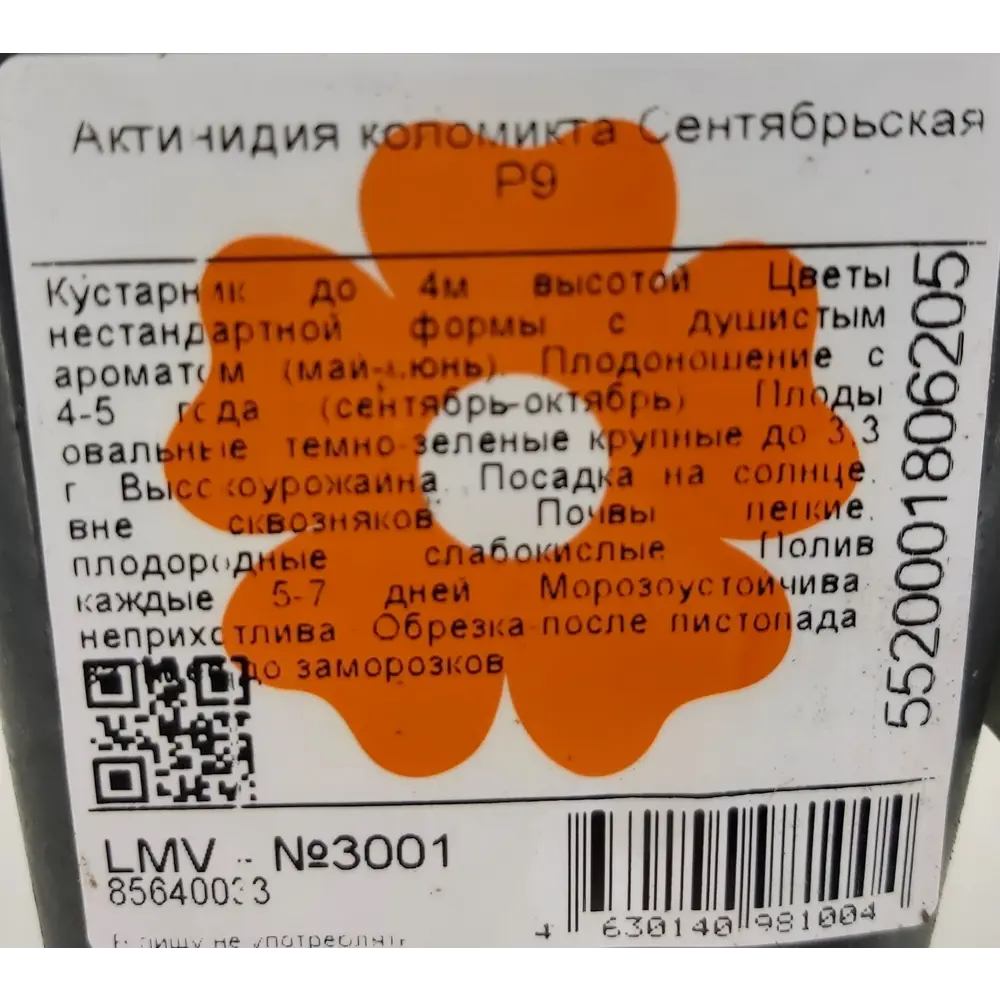 Актинидия коломикта Сентябрьская
P9
Кустарник до 4м высотой Цветы
нестандартной формы с душистым
ароматом (май-июнь). Плодоношение с
4-5 года (сентябрь-октябрь) Плоды
овальные темно-зеленые крупные до 3,3
г Высокоурожайна. Посадка на солнце.
вне сквозняков Почвы легкие.
плодородные слабокислые Полив
каждые 5-7 дней Морозоустойчива
неприхотлива Обрезка после листопада
до заморозков
5520001806205
LMV - №3001
85640033
В пищу не употреблять
4 630140 981004